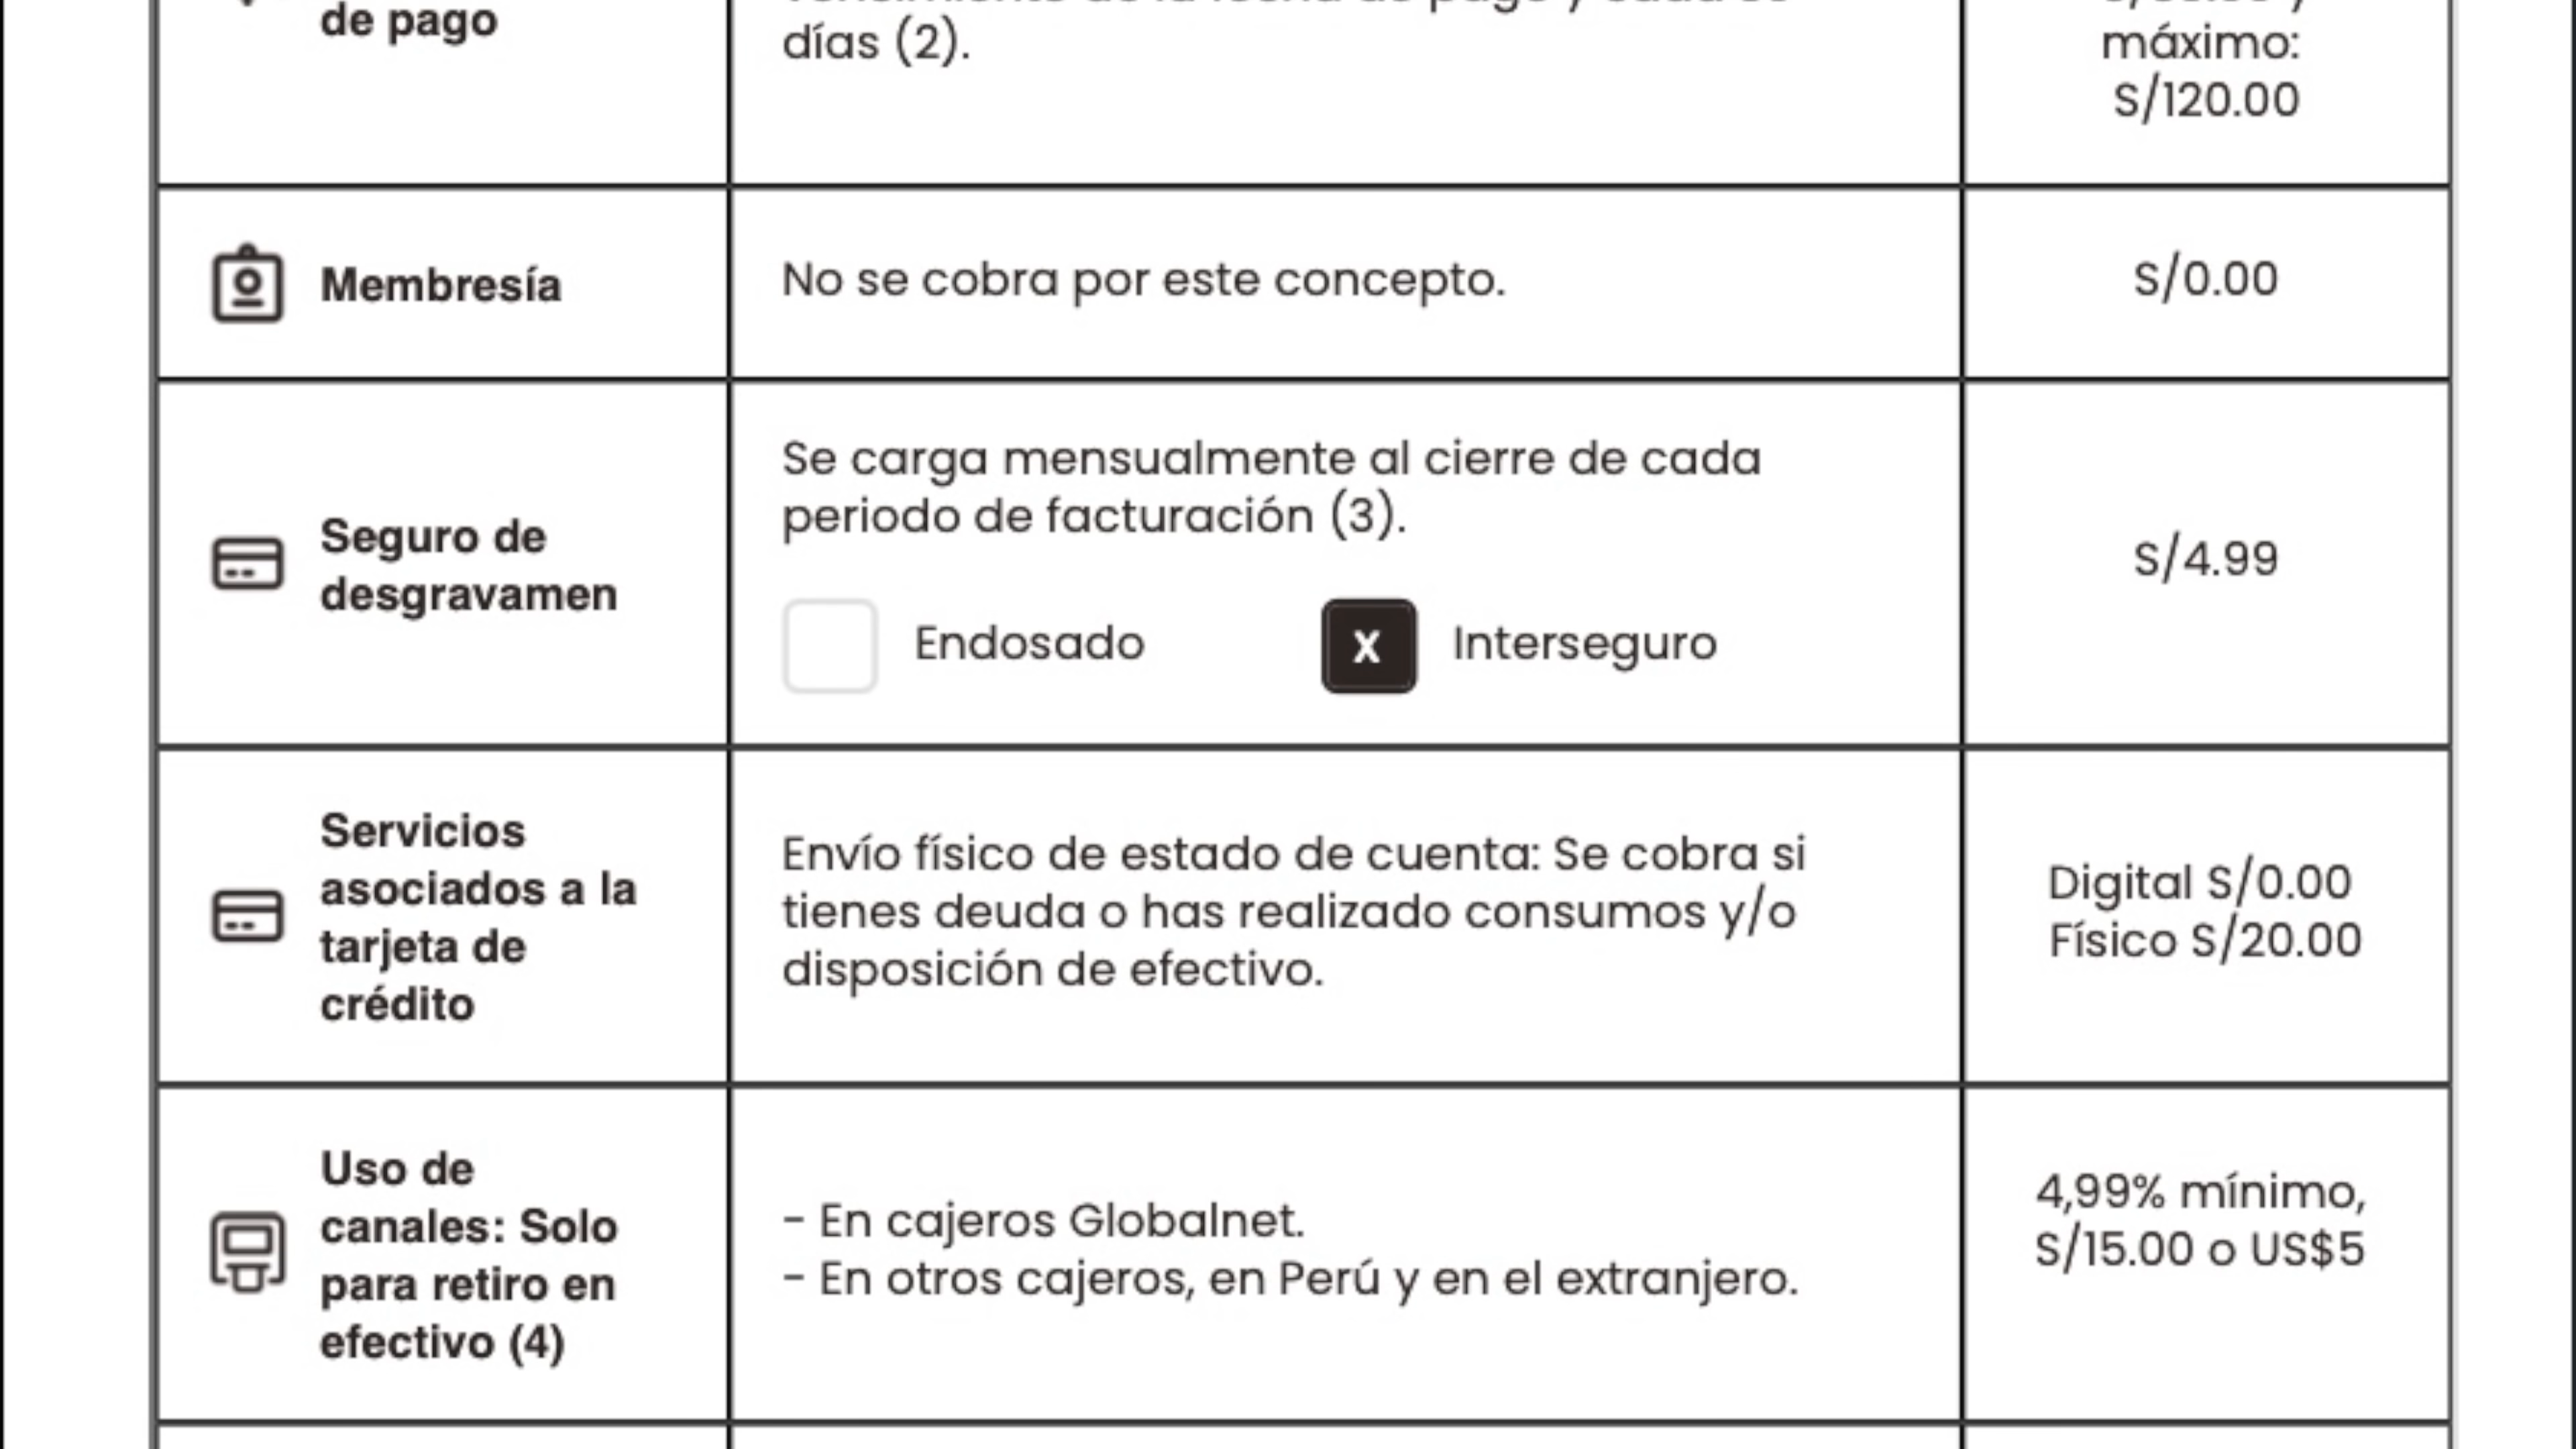 de pago
días (2).
máximo:
S/120.00
Membresía
No se cobra por este concepto.
S/0.00
Seguro de
desgravamen
Se carga mensualmente al cierre de cada
periodo de facturación (3).
Endosado
X Interseguro
S/4.99
Servicios
asociados a la
tarjeta de
crédito
Envío físico de estado de cuenta: Se cobra si
tienes deuda o has realizado consumos y/o
disposición de efectivo.
Digital S/0.00
Físico S/20.00
Uso de
canales: Solo
para retiro en
efectivo (4)
- En cajeros Globalnet.
- En otros cajeros, en Perú y en el extranjero.
4,99% mínimo,
S/15.00 o US$5